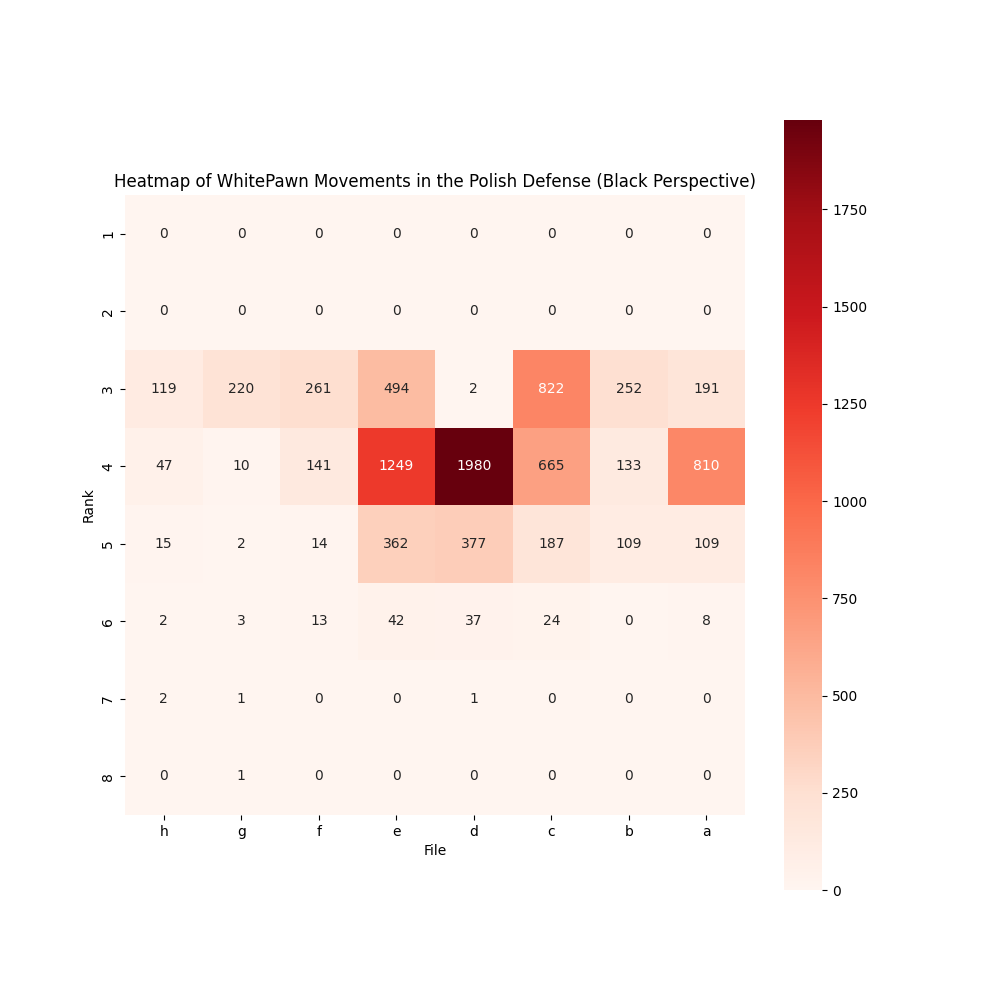 Heatmap of WhitePawn Movements in the Polish Defense (Black Perspective)
1 0 0 0 0 0 0 0 0
2 0 0 0 0 0 0 0 0
3 119 220 261 494 2 822 252 191
4 47 10 141 1249 1980 665 133 810
5 15 2 14 362 377 187 109 109
6 2 3 13 42 37 24 0 8
7 2 1 0 0 1 0 0 0
8 0 1 0 0 0 0 0 0
h g f e d c b a
File
Rank
1750
1500
1250
1000
750
500
250
0